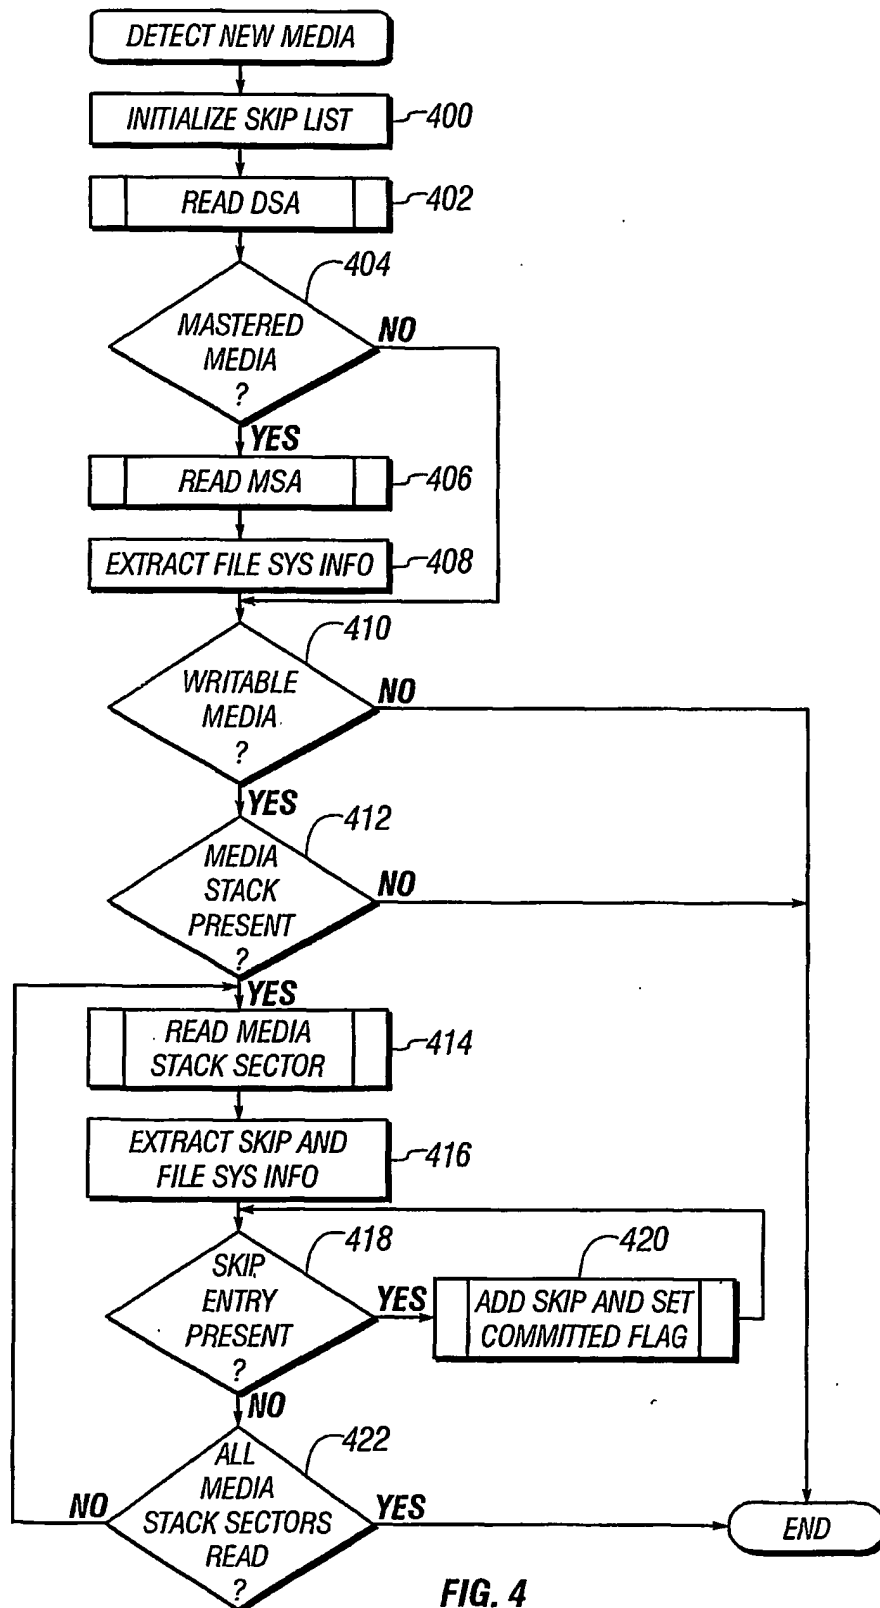 DETECT NEW MEDIA
INITIALIZE SKIP LIST
400
READ DSA
402
404
MASTERED
MEDIA
?
NO
YES
READ MSA
406
EXTRACT FILE SYS INFO
408
410
WRITABLE
MEDIA
?
NO
YES
412
MEDIA
STACK
PRESENT
?
NO
YES
READ MEDIA
STACK SECTOR
414
EXTRACT SKIP AND
FILE SYS INFO
416
418
SKIP
ENTRY
PRESENT
?
YES
420
ADD SKIP AND SET
COMMITTED FLAG
NO
422
ALL
MEDIA
STACK SECTORS
READ
?
NO
YES
END
FIG. 4